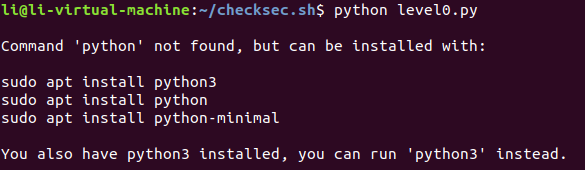 li@li-virtual-machine:~/checksec.sh$ python level0.py
Command 'python' not found, but can be installed with:
sudo apt install python3
sudo apt install python
sudo apt install python-minimal
You also have python3 installed, you can run 'python3' instead.